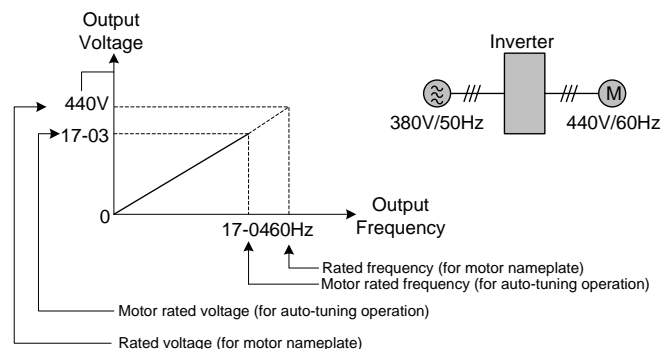 Output
Voltage
440V
17-03
0
17-0460Hz
Output
Frequency
Rated frequency (for motor nameplate)
Motor rated frequency (for auto-tuning operation)
Motor rated voltage (for auto-tuning operation)
Rated voltage (for motor nameplate)
Inverter
M
380V/50Hz
440V/60Hz